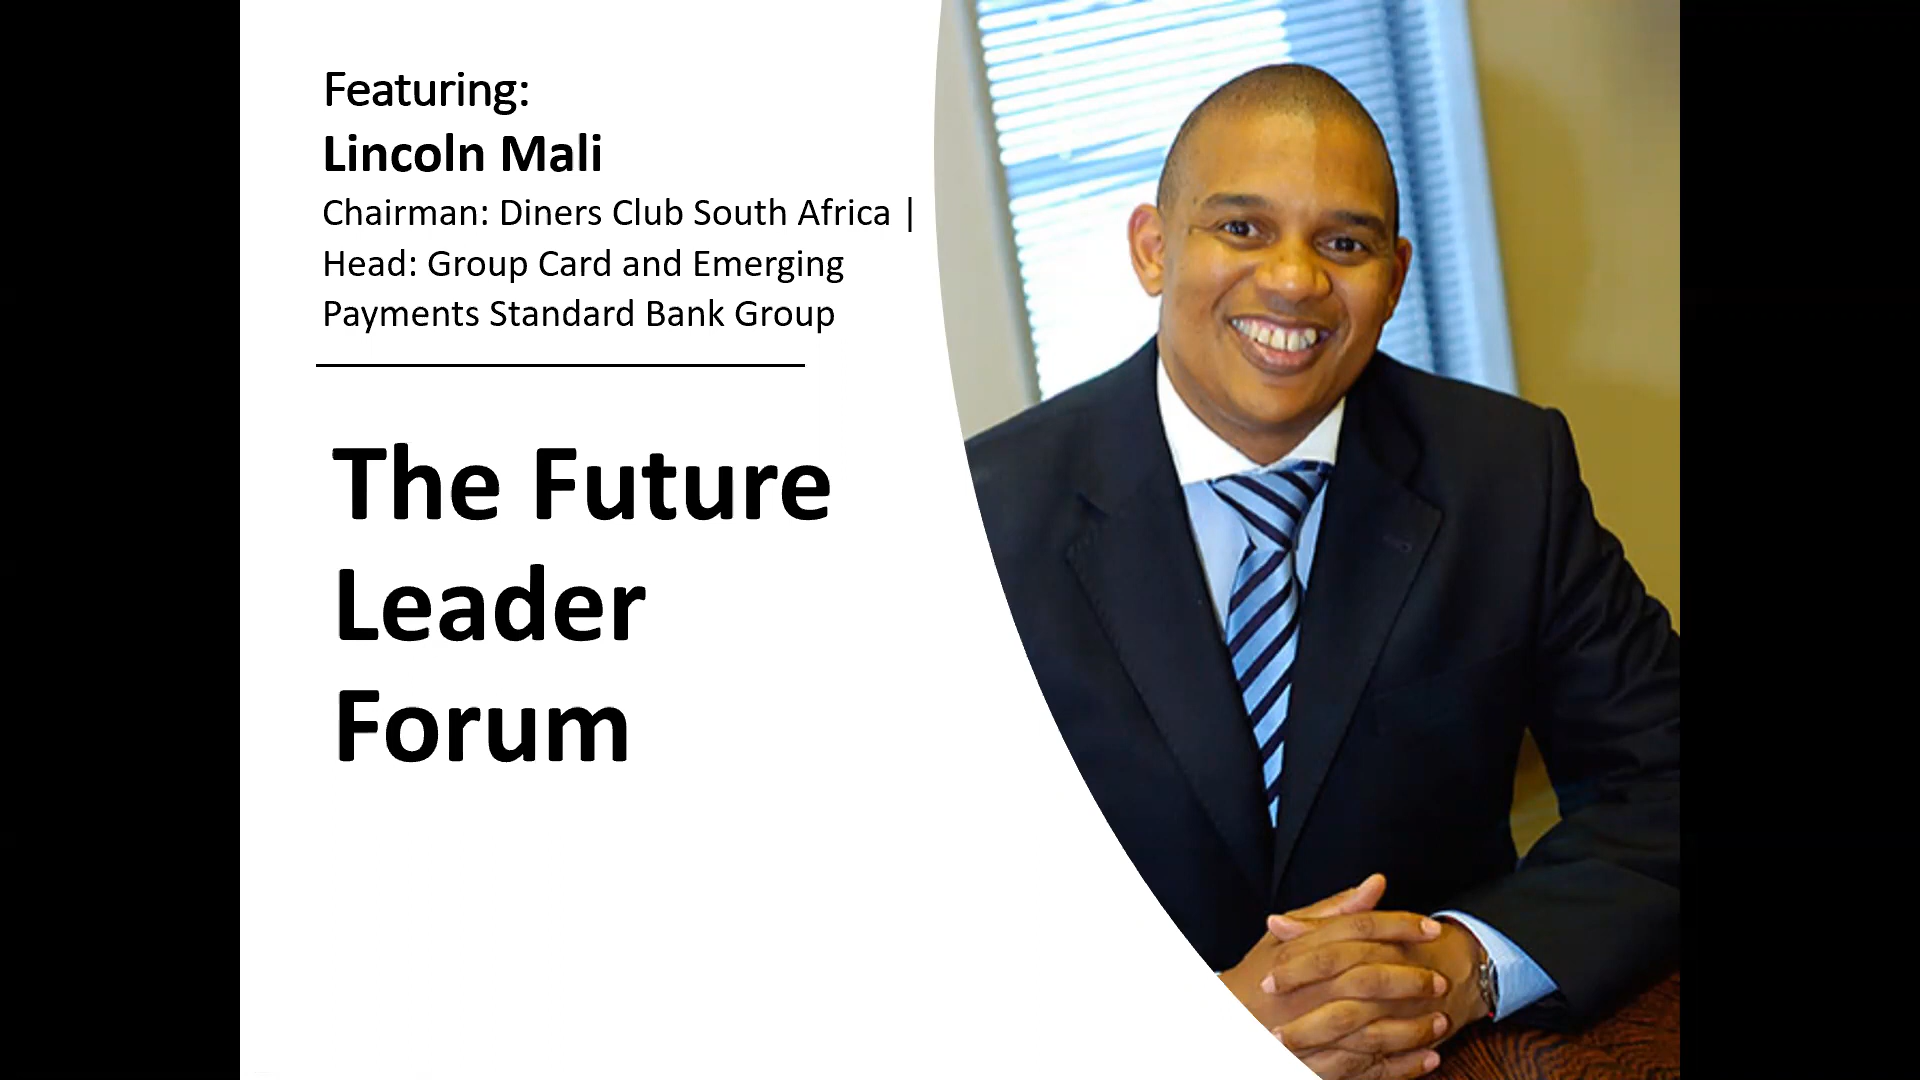 Featuring:
Lincoln Mali
Chairman: Diners Club South Africa |
Head: Group Card and Emerging
Payments Standard Bank Group
The Future
Leader
Forum